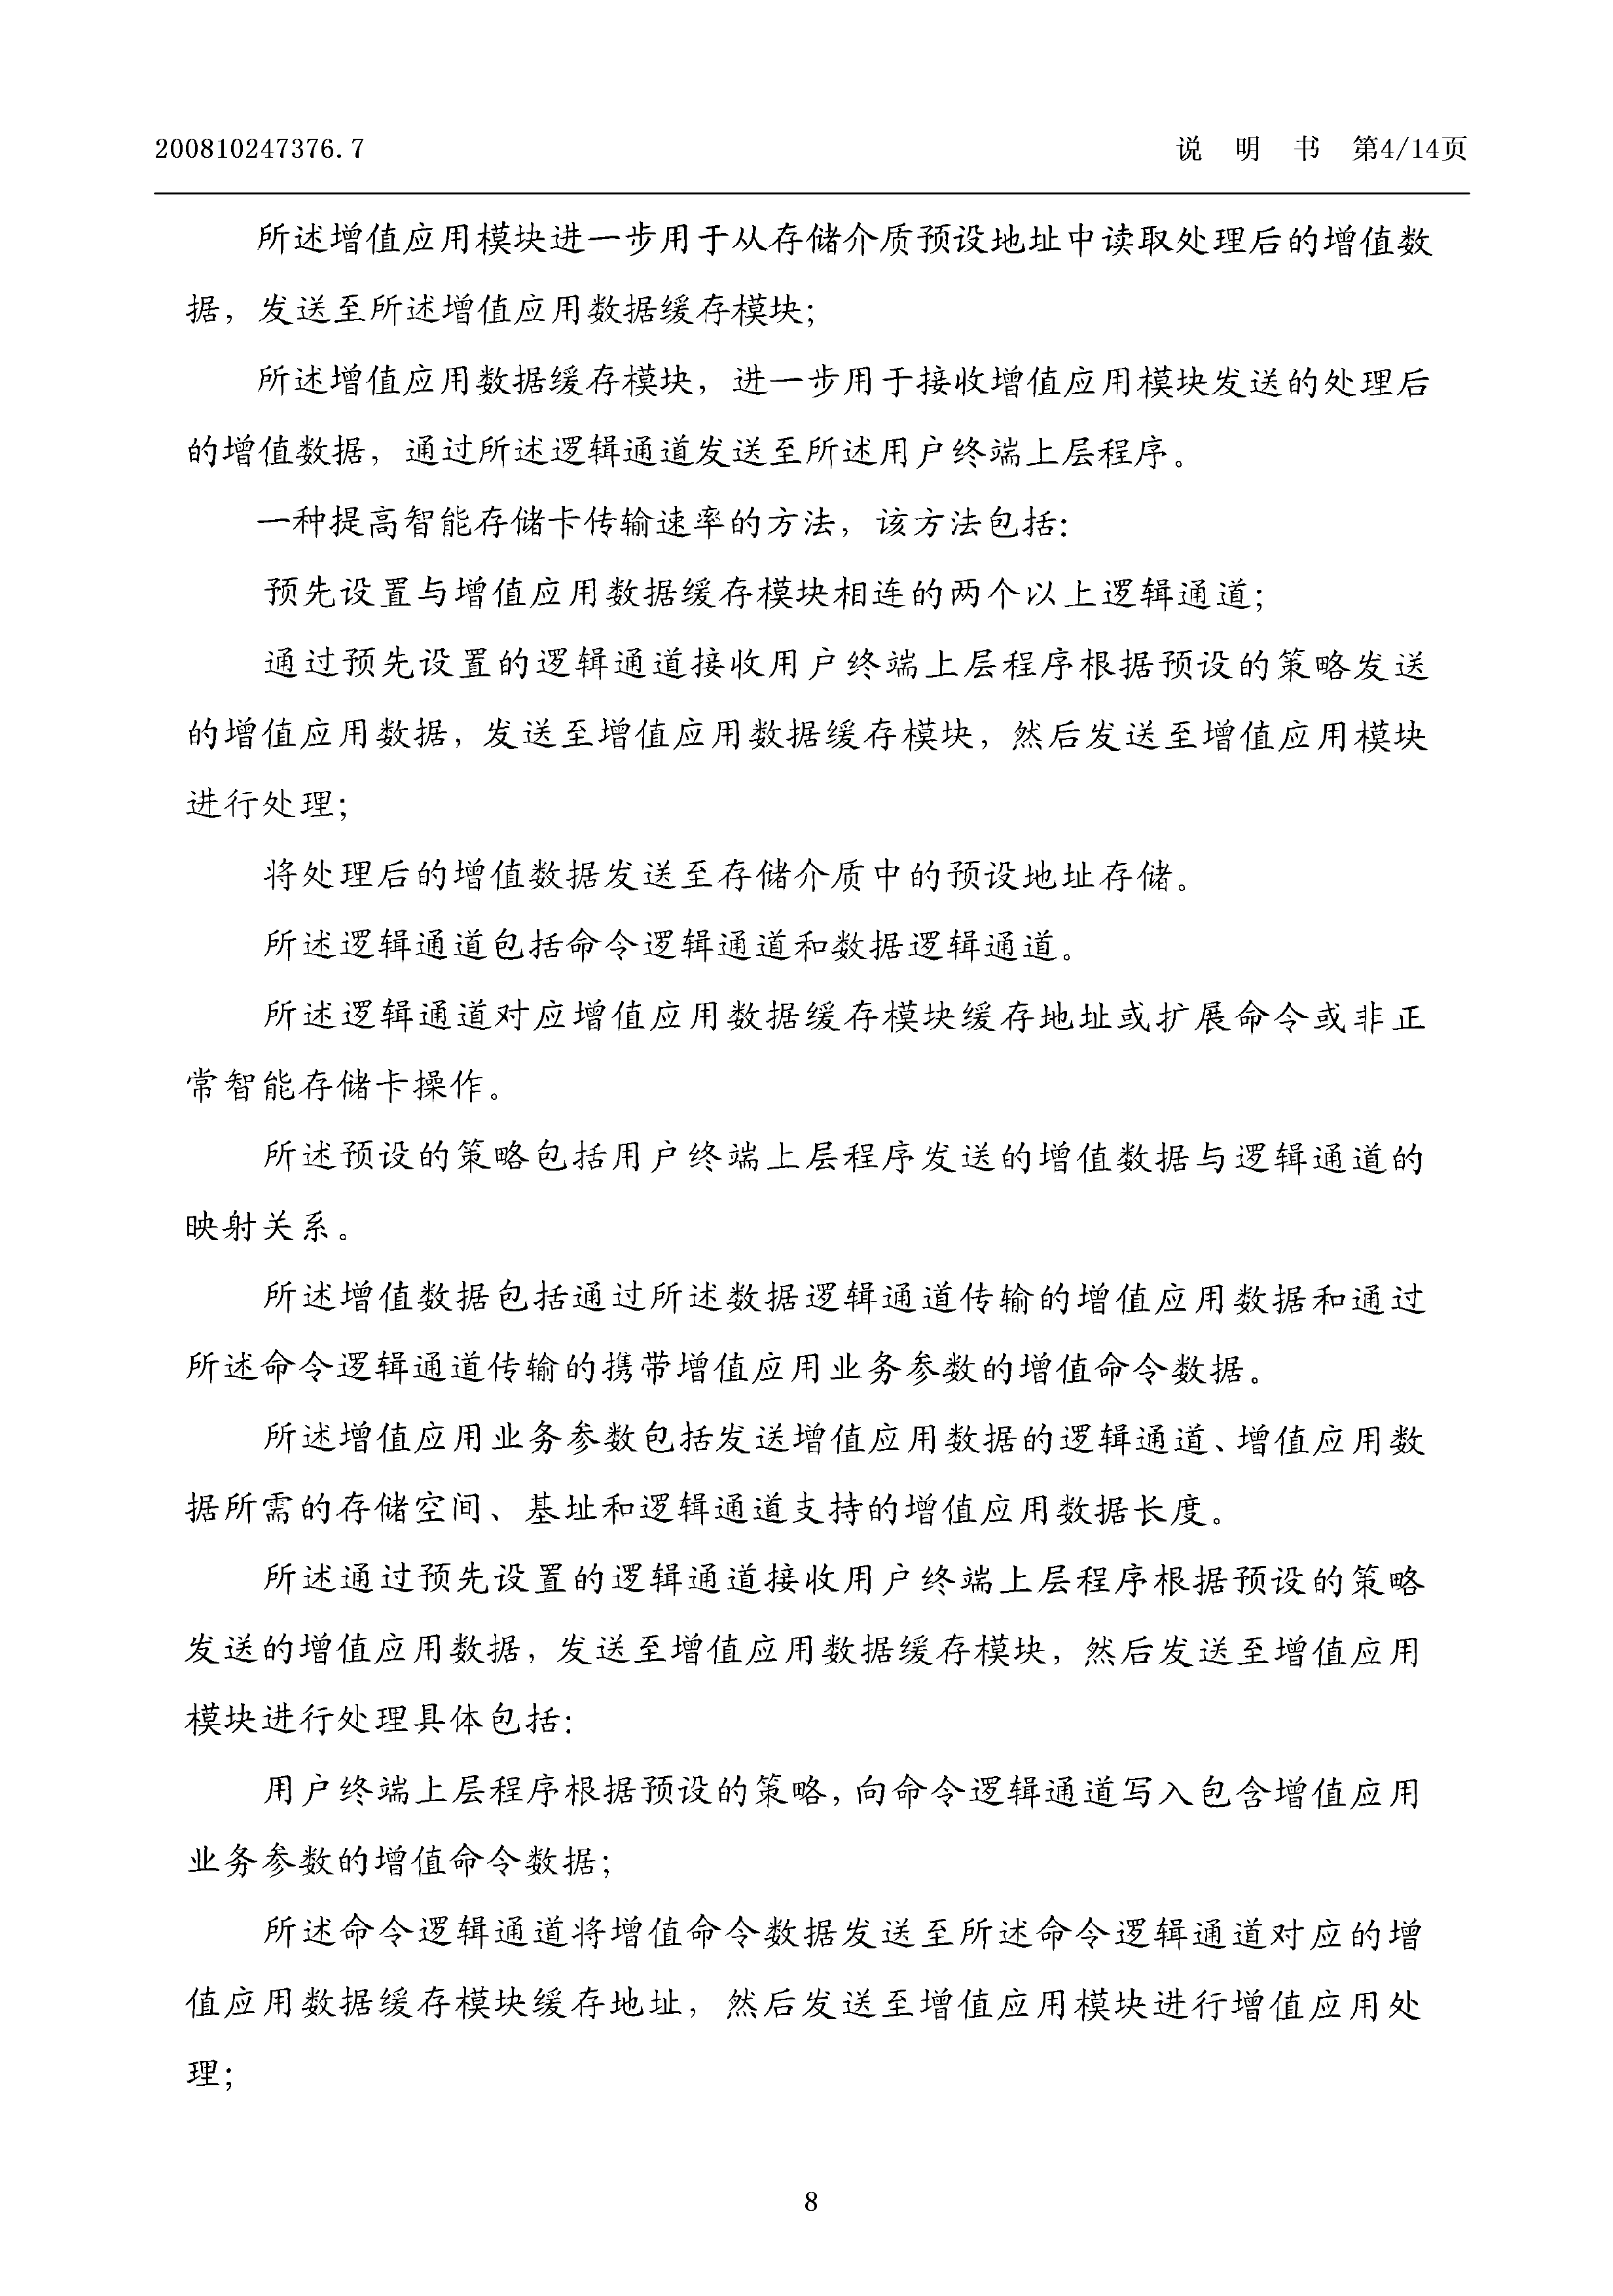 200810247376.7 说 明 书 第4/14页
所述增值应用模块进一步用于从存储介质预设地址中读取处理后的增值数
据，发送至所述增值应用数据缓存模块；
所述增值应用数据缓存模块，进一步用于接收增值应用模块发送的处理后
的增值数据，通过所述逻辑通道发送至所述用户终端上层程序。
一种提高智能存储卡传输速率的方法，该方法包括：
预先设置与增值应用数据缓存模块相连的两个以上逻辑通道；
通过预先设置的逻辑通道接收用户终端上层程序根据预设的策略发送
的增值应用数据，发送至增值应用数据缓存模块，然后发送至增值应用模块
进行处理；
将处理后的增值数据发送至存储介质中的预设地址存储。
所述逻辑通道包括命令逻辑通道和数据逻辑通道。
所述逻辑通道对应增值应用数据缓存模块缓存地址或扩展命令或非正
常智能存储卡操作。
所述预设的策略包括用户终端上层程序发送的增值数据与逻辑通道的
映射关系。
所述增值数据包括通过所述数据逻辑通道传输的增值应用数据和通过
所述命令逻辑通道传输的携带增值应用业务参数的增值命令数据。
所述增值应用业务参数包括发送增值应用数据的逻辑通道、增值应用数
据所需的存储空间、基址和逻辑通道支持的增值应用数据长度。
所述通过预先设置的逻辑通道接收用户终端上层程序根据预设的策略
发送的增值应用数据，发送至增值应用数据缓存模块，然后发送至增值应用
模块进行处理具体包括：
用户终端上层程序根据预设的策略，向命令逻辑通道写入包含增值应用
业务参数的增值命令数据；
所述命令逻辑通道将增值命令数据发送至所述命令逻辑通道对应的增
值应用数据缓存模块缓存地址，然后发送至增值应用模块进行增值应用处
理；
8